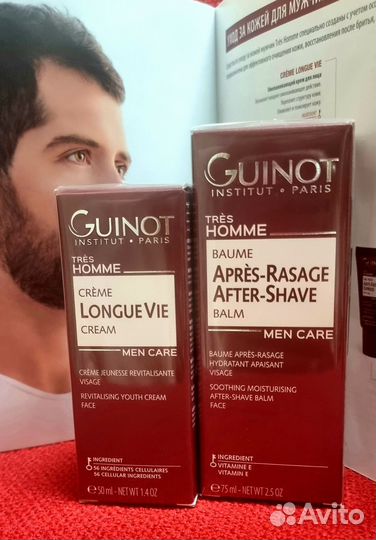 УХОД ЗА КОЖЕЙ ДЛЯ МУЖ
CRÈME LONGUE VIE
GUINOT
INSTITUT • PARIS
TRÈS
HOMME
CRÈME
LONGUE VIE
CREAM
MEN CARE
CRÈME JEUNESSE REVITALISANTE
VISAGE
REVITALISING YOUTH CREAM
FACE
INGREDIENT
56 INGRÉDIENTS CELLULAIRES
56 CELLULAR INGREDIENTS
℮ 50 ml - NET WT 1.4 OZ
GUINOT
INSTITUT • PARIS
TRÈS
HOMME
BAUME
APRÈS-RASAGE
AFTER-SHAVE
BALM
MEN CARE
BAUME APRÈS-RASAGE
HYDRATANT APAISANT
VISAGE
SOOTHING MOISTURISING
AFTER-SHAVE BALM
FACE
INGREDIENT
VITAMINE E
VITAMIN E
℮ 75 ml - NET WT 2.5 OZ
Avito